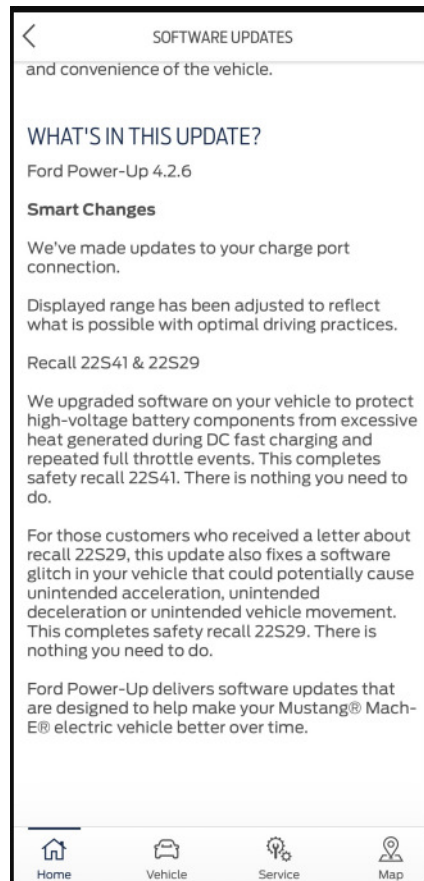 SOFTWARE UPDATES
and convenience of the vehicle.
WHAT'S IN THIS UPDATE?
Ford Power-Up 4.2.6
Smart Changes
We've made updates to your charge port
connection.
Displayed range has been adjusted to reflect
what is possible with optimal driving practices.
Recall 22S41 & 22S29
We upgraded software on your vehicle to protect
high-voltage battery components from excessive
heat generated during DC fast charging and
repeated full throttle events. This completes
safety recall 22S41. There is nothing you need to
do.
For those customers who received a letter about
recall 22S29, this update also fixes a software
glitch in your vehicle that could potentially cause
unintended acceleration, unintended
deceleration or unintended vehicle movement.
This completes safety recall 22S29. There is
nothing you need to do.
Ford Power-Up delivers software updates that
are designed to help make your Mustang® Mach-
E® electric vehicle better over time.
Home Vehicle Service Map